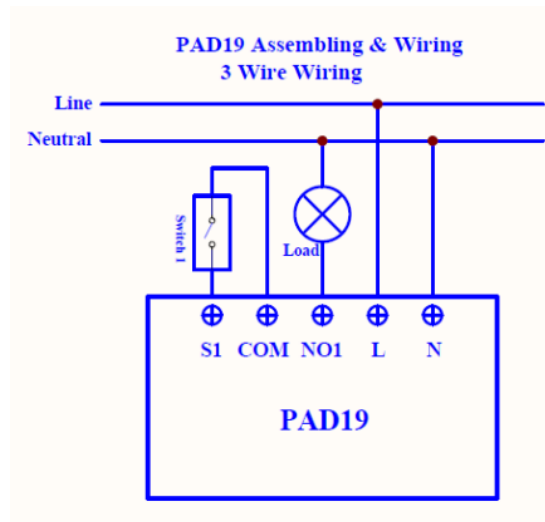 PAD19 Assembling & Wiring
3 Wire Wiring
Line
Neutral
Switch 1
Load
S1 COM NO1 L N
PAD19